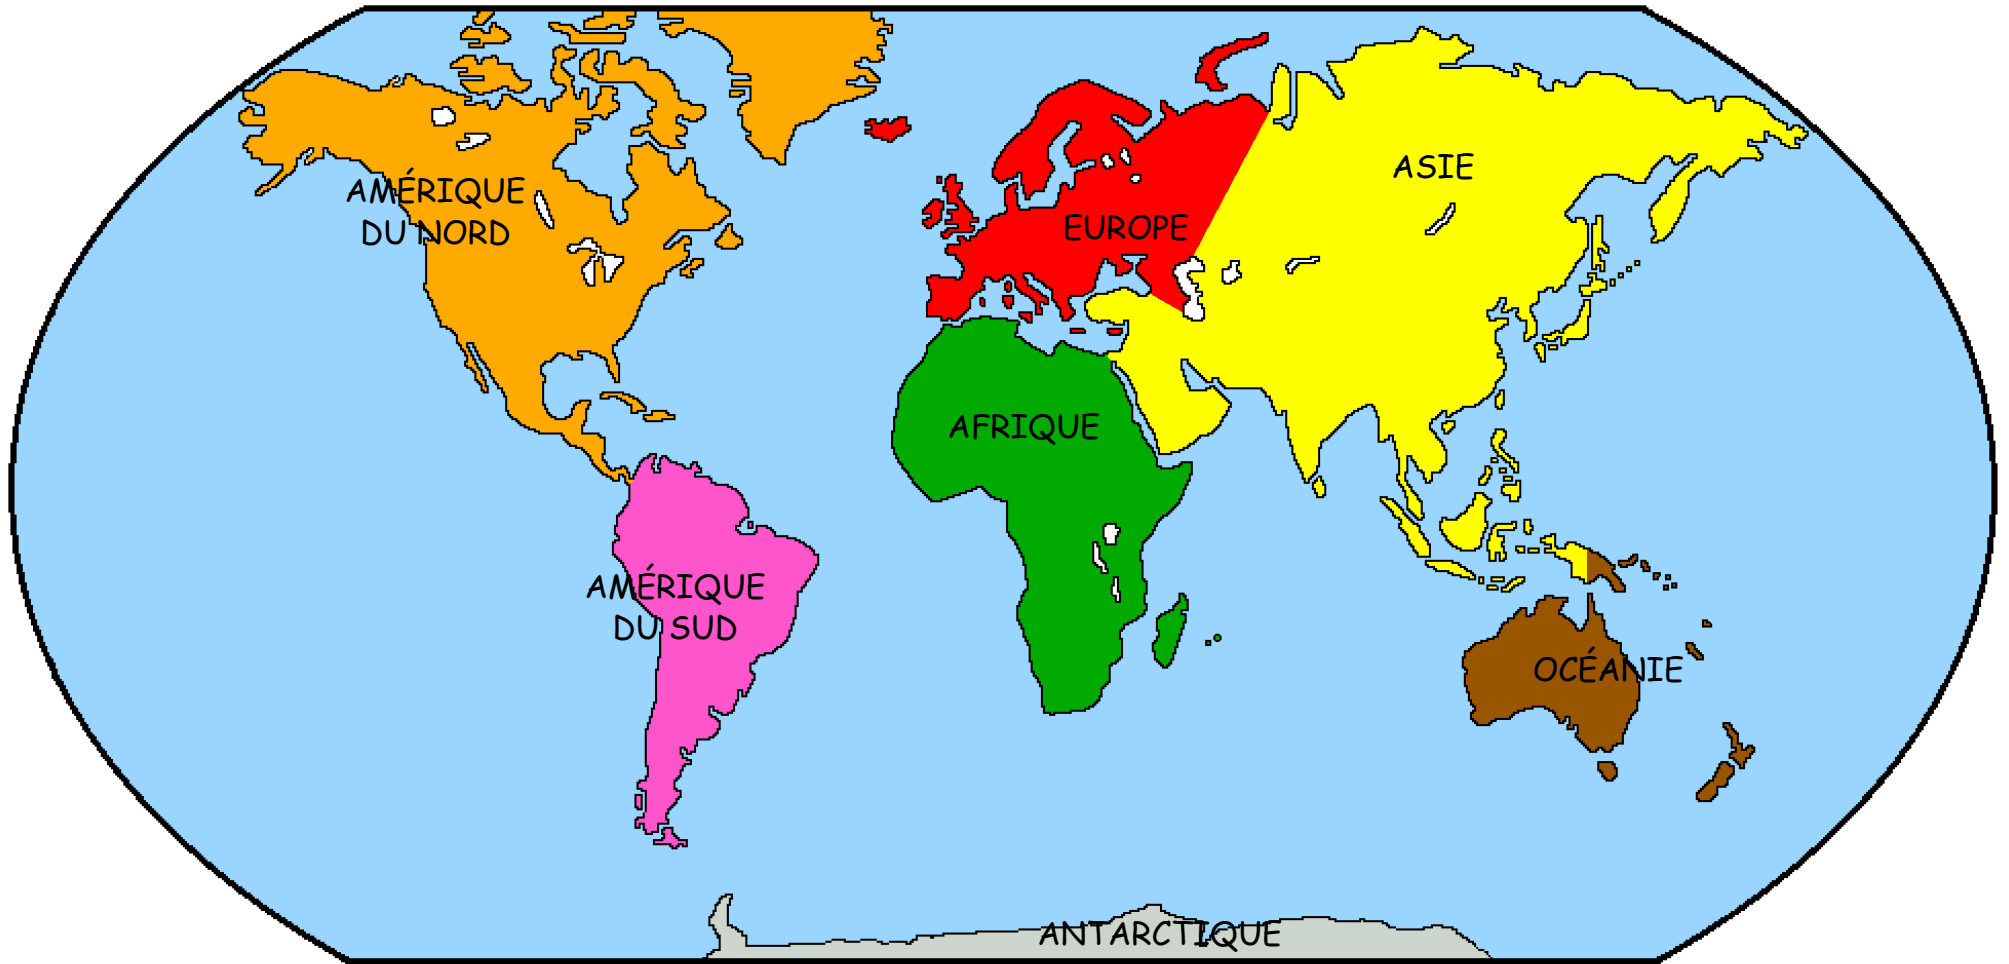 AMÉRIQUE
DU NORD
EUROPE
ASIE
AFRIQUE
AMÉRIQUE
DU SUD
OCÉANIE
ANTARCTIQUE